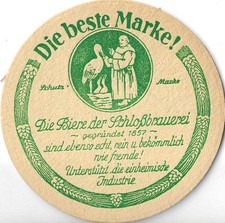 Die beste Marke!
Schutz - Marke
Die Biere der Schloßbrauerei
- gegründet 1857 -
sind ebenso echt, rein u. bekömmlich
wie fremde!
Unterstützt die einheimische
Industrie